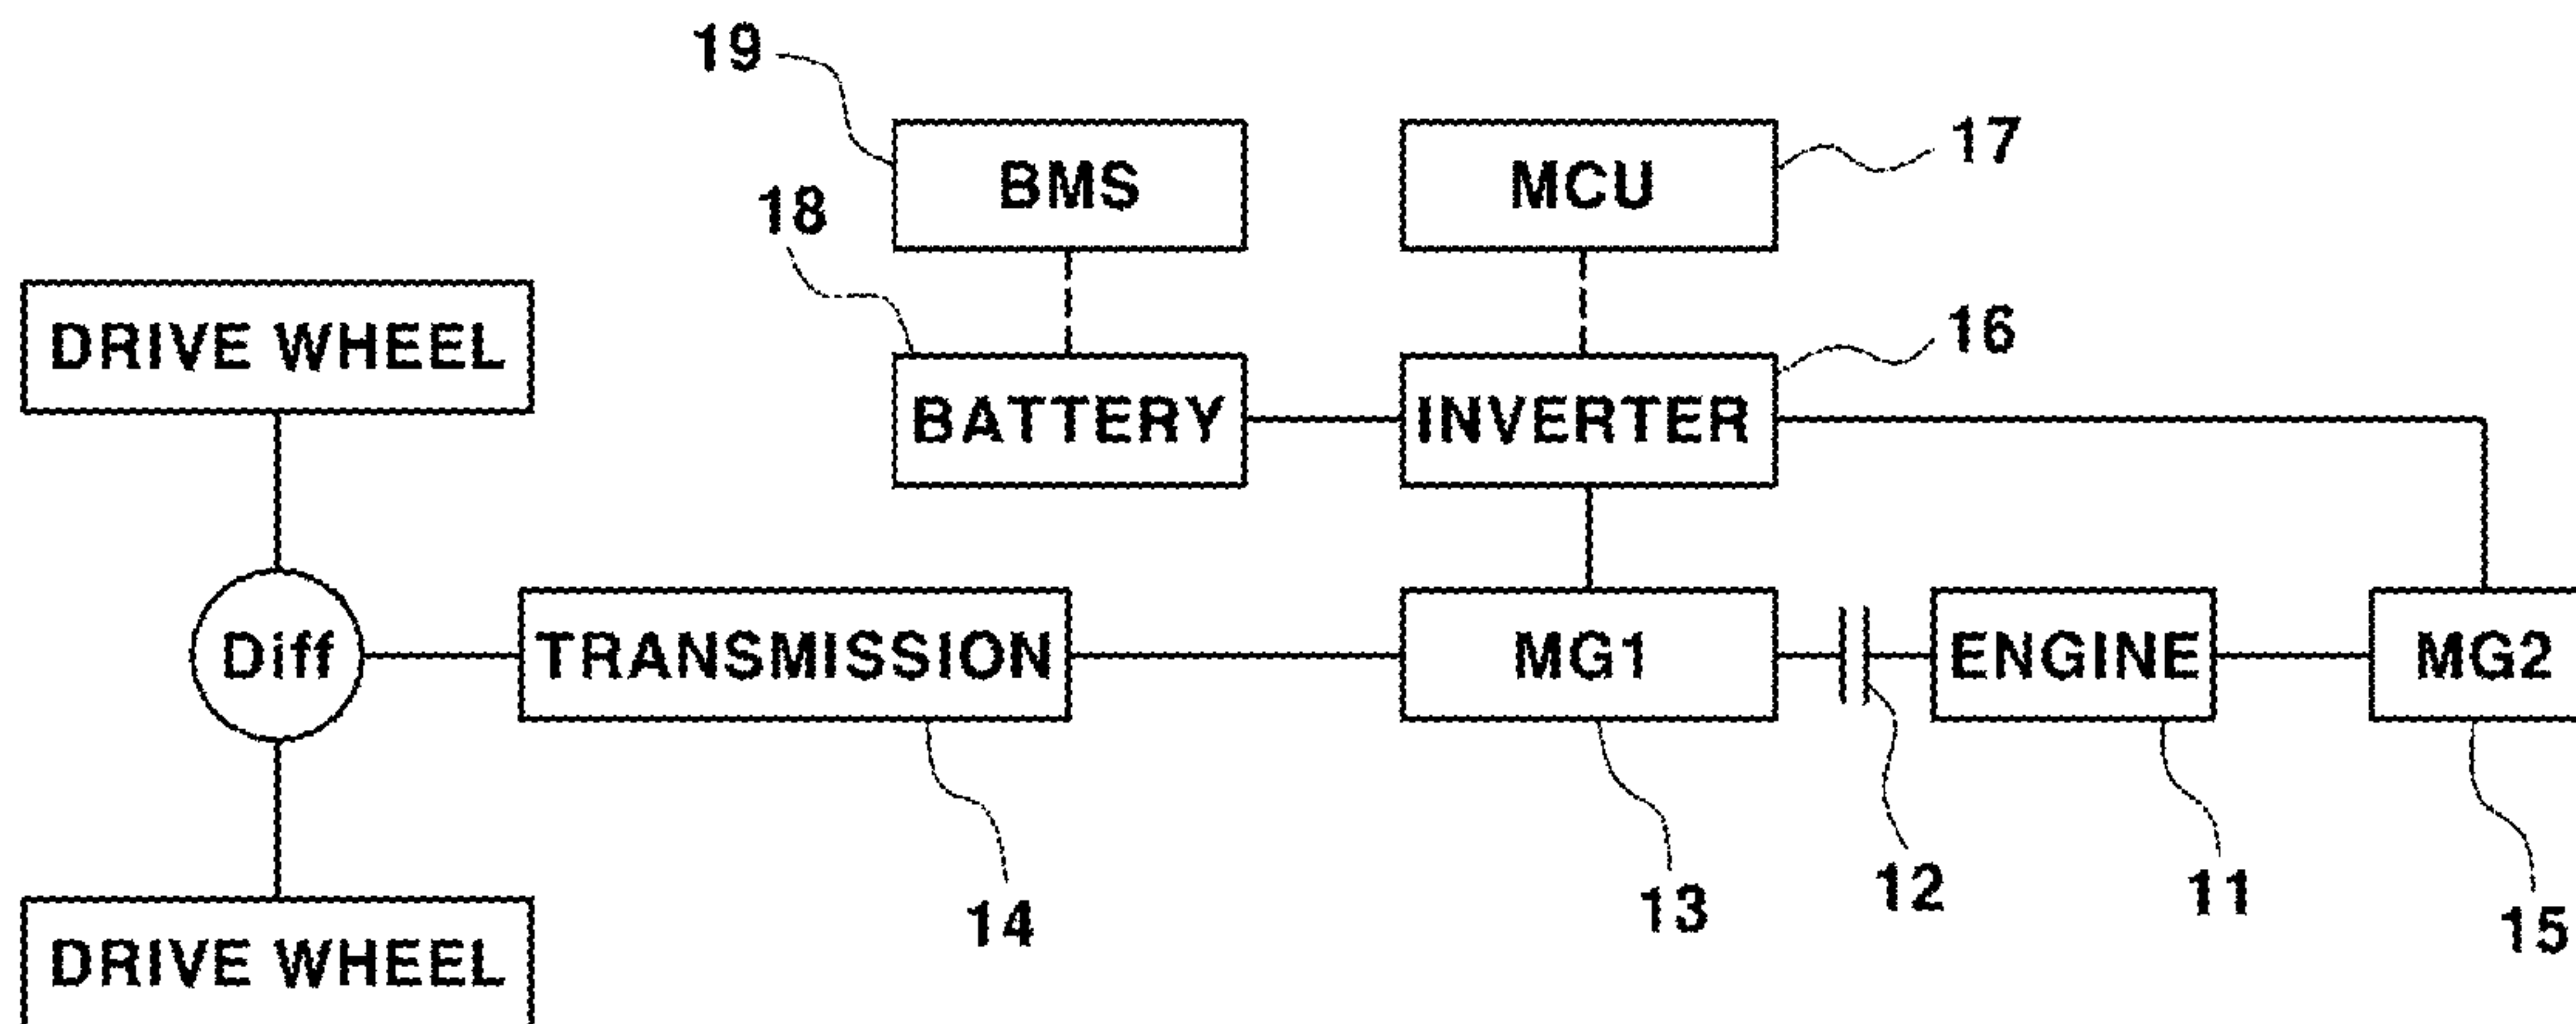 19
BMS
MCU
17
18
DRIVE WHEEL
BATTERY
INVERTER
16
Diff
TRANSMISSION
MG1
ENGINE
MG2
14
13
12
11
15
DRIVE WHEEL